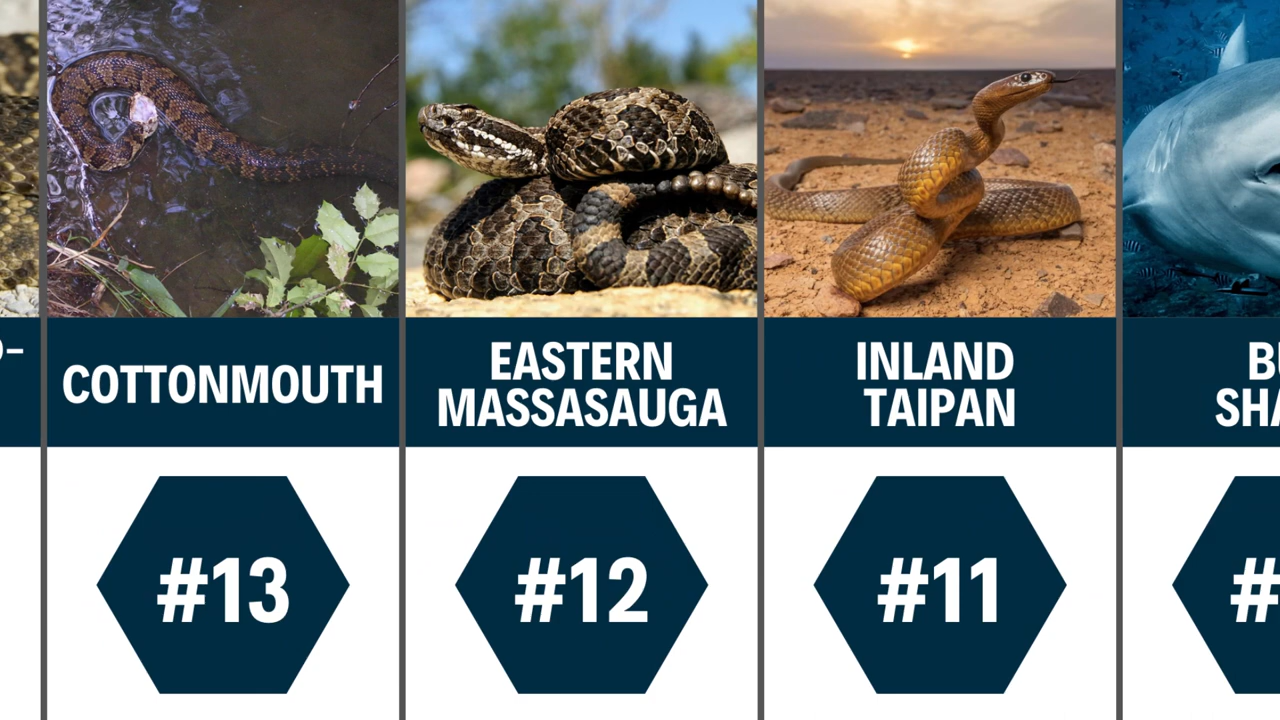 COTTONMOUTH
#13
EASTERN
MASSASAUGA
#12
INLAND
TAIPAN
#11